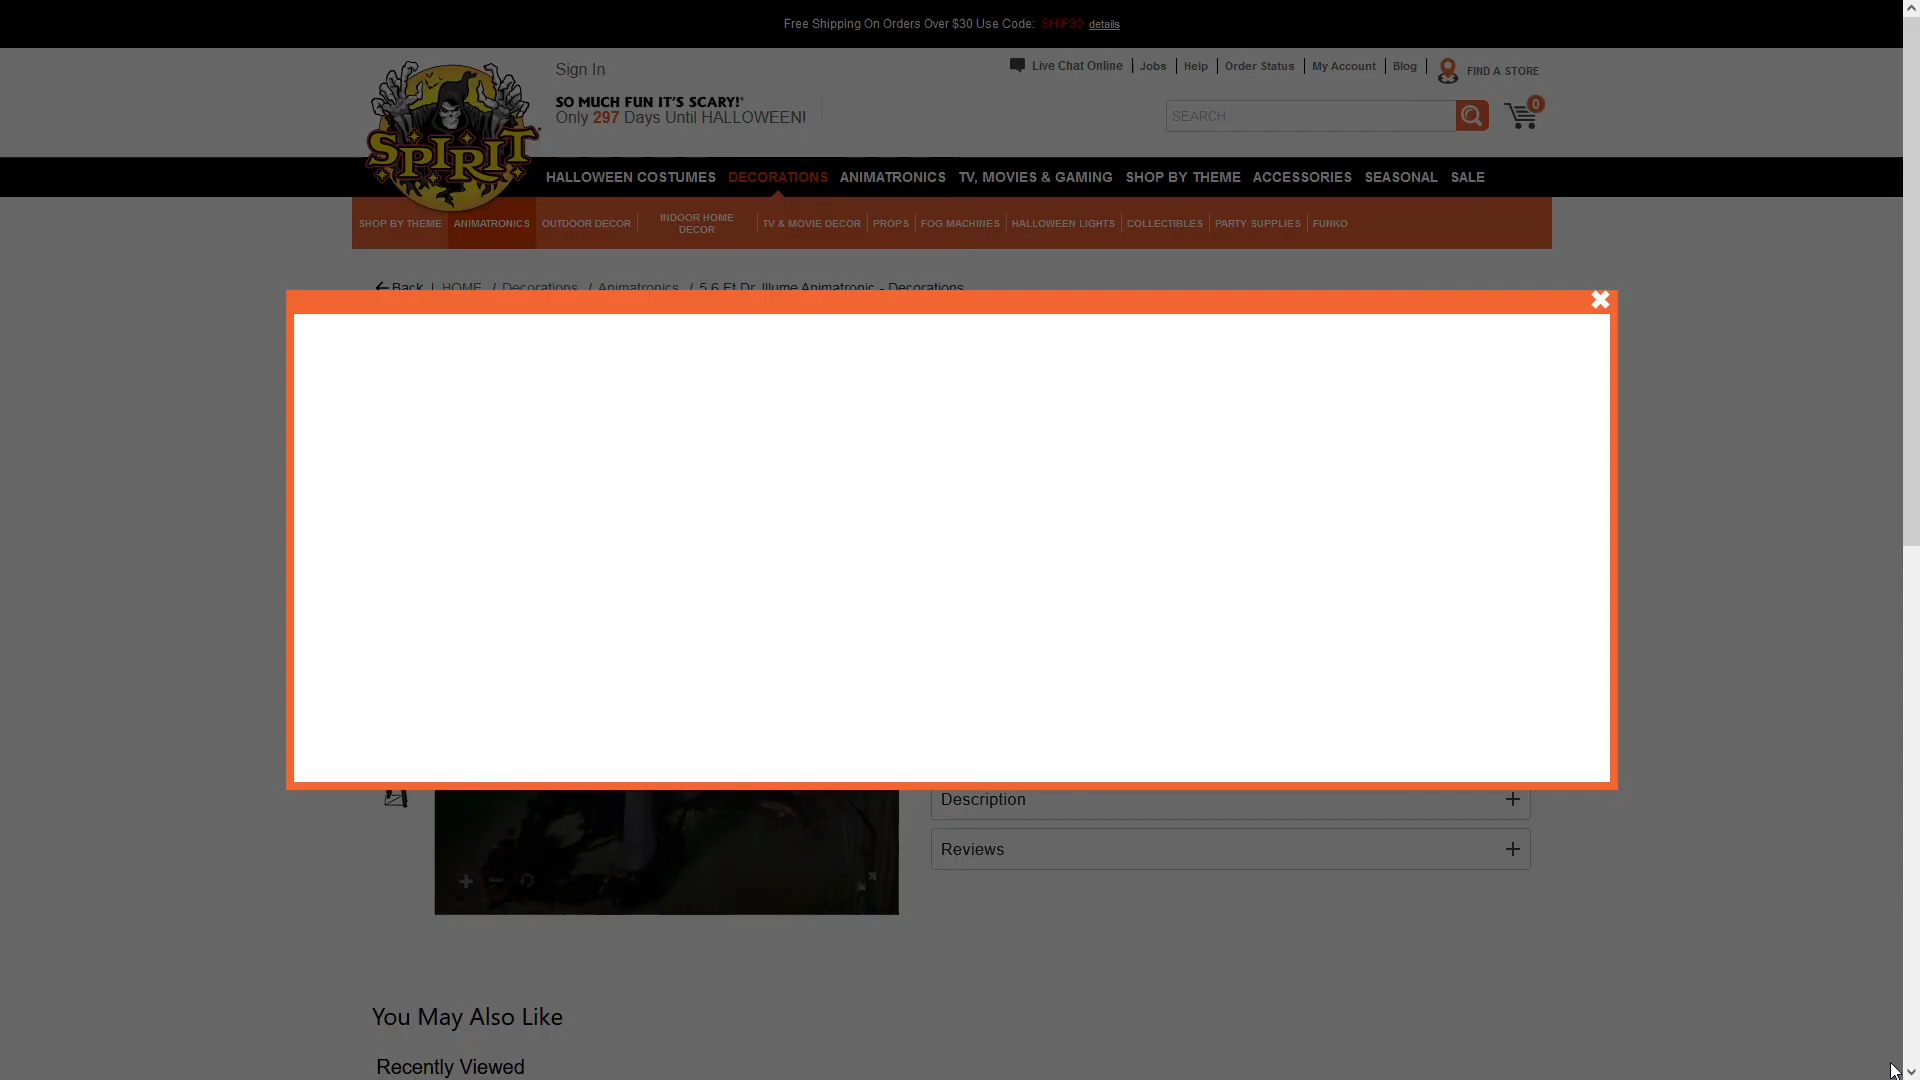 Free Shipping On Orders Over $30 Use Code: SHIP30 details
Sign In
Live Chat Online
Jobs
Help
Order Status
My Account
Blog
FIND A STORE
SPIRIT
SO MUCH FUN IT'S SCARY!
Only 297 Days Until HALLOWEEN!
SEARCH
0
HALLOWEEN COSTUMES
DECORATIONS
ANIMATRONICS
TV, MOVIES & GAMING
SHOP BY THEME
ACCESSORIES
SEASONAL
SALE
SHOP BY THEME
ANIMATRONICS
OUTDOOR DECOR
INDOOR HOME
DECOR
TV & MOVIE DECOR
PROPS
FOG MACHINES
HALLOWEEN LIGHTS
COLLECTIBLES
PARTY SUPPLIES
FUNKO
Back | HOME / Decorations / Animatronics / 5.6 Ft Dr. Illume Animatronic - Decorations
Description
Reviews
You May Also Like
Recently Viewed